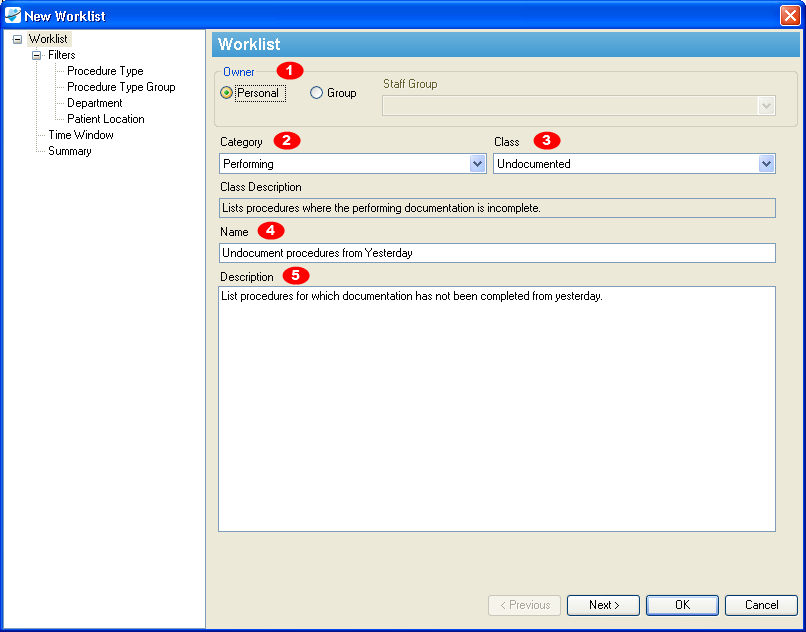 New Worklist
Worklist
Filters
Procedure Type
Procedure Type Group
Department
Patient Location
Time Window
Summary
Worklist
Owner 1
Personal
Group
Staff Group
Category 2
Class 3
Performing
Undocumented
Class Description
Lists procedures where the performing documentation is incomplete.
Name 4
Undocument procedures from Yesterday
Description 5
List procedures for which documentation has not been completed from yesterday.
< Previous
Next >
OK
Cancel